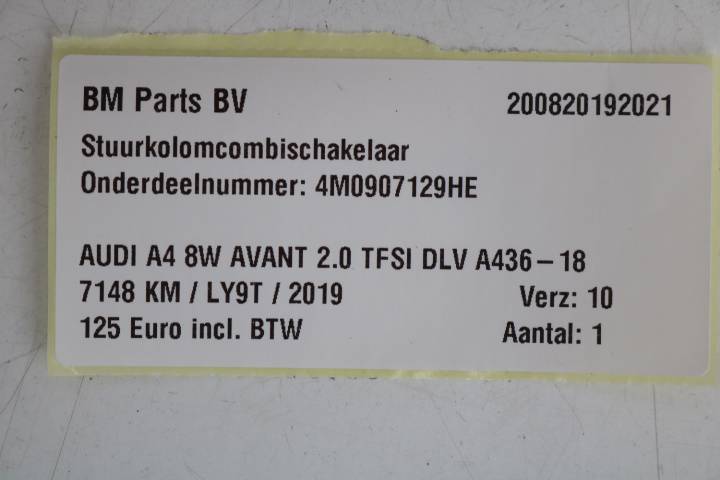 BM Parts BV 200820192021
Stuurkolomcombischakelaar
Onderdeelnummer: 4M0907129HE
AUDI A4 8W AVANT 2.0 TFSI DLV A436-18
7148 KM / LY9T / 2019 Verz: 10
125 Euro incl. BTW Aantal: 1